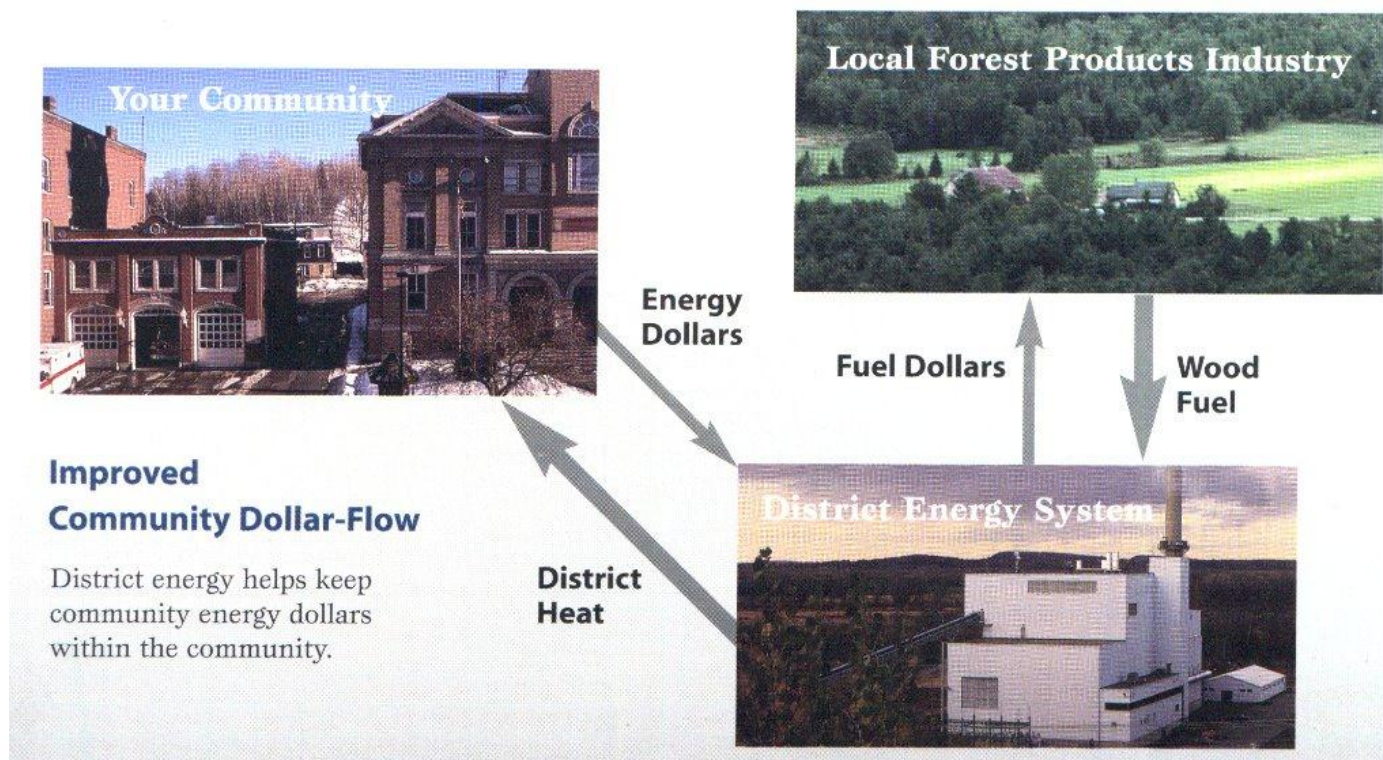 Your Community
Local Forest Products Industry
Energy
Dollars
Fuel Dollars
Wood
Fuel
Improved
Community Dollar-Flow
District energy helps keep
community energy dollars
within the community.
District
Heat
District Energy System